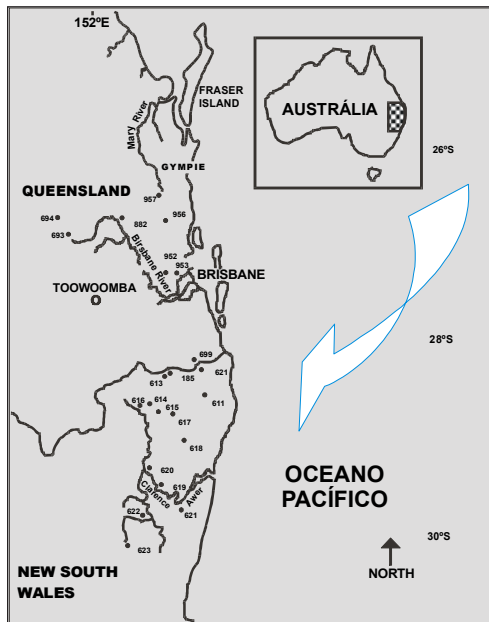 152ºE
FRASER
ISLAND
AUSTRÁLIA
Mary River
26ºS
GYMPIE
QUEENSLAND
957
694
882
956
693
Birsbane River
952
953
BRISBANE
TOOWOOMBA
28ºS
699
613
185
621
616
614
615
611
617
618
620
619
Clarence
Awer
621
622
623
OCEANO
PACÍFICO
30ºS
NORTH
NEW SOUTH
WALES